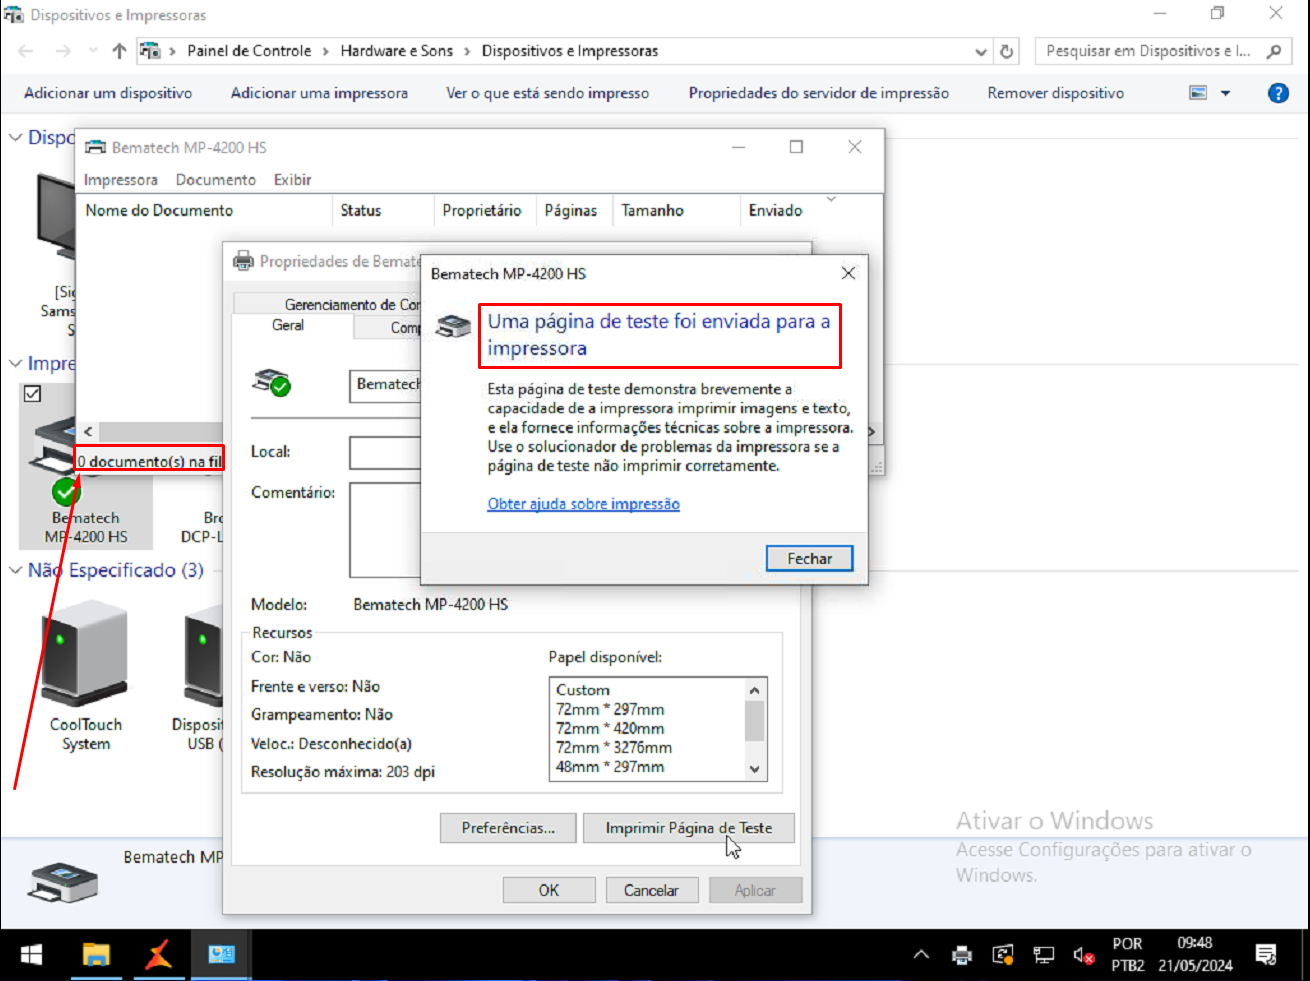 Dispositivos e Impressoras
Painel de Controle > Hardware e Sons > Dispositivos e Impressoras
Pesquisar em Dispositivos e I...
Adicionar um dispositivo
Adicionar uma impressora
Ver o que está sendo impresso
Propriedades do servidor de impressão
Remover dispositivo
?
Bematech MP-4200 HS
Impressora Documento Exibir
Nome do Documento Status Proprietário Páginas Tamanho Enviado
Propriedades de Bemate
Gerenciamento de Cor
Geral
Comp
Bematech
Local:
Comentário:
Modelo: Bematech MP-4200 HS
Recursos
Cor: Não
Frente e verso: Não
Grampeamento: Não
Veloc.: Desconhecido(a)
Resolução máxima: 203 dpi
Papel disponível:
Custom
72mm * 297mm
72mm * 420mm
72mm * 3276mm
48mm * 297mm
Preferências...
Imprimir Página de Teste
OK
Cancelar
Aplicar
Bematech MP-4200 HS
Uma página de teste foi enviada para a
impressora
Esta página de teste demonstra brevemente a
capacidade de a impressora imprimir imagens e texto,
e ela fornece informações técnicas sobre a impressora.
Use o solucionador de problemas da impressora se a
página de teste não imprimir corretamente.
Obter ajuda sobre impressão
Fechar
Dispo
[Sig
Sams
S
Impre
0 documento(s) na fil
Bematech
MP-4200 HS
Bro
DCP-L
Não Especificado (3)
CoolTouch
System
Disposit
USB (
Bematech MP
Ativar o Windows
Acesse Configurações para ativar o
Windows.
POR
PTB2
09:48
21/05/2024